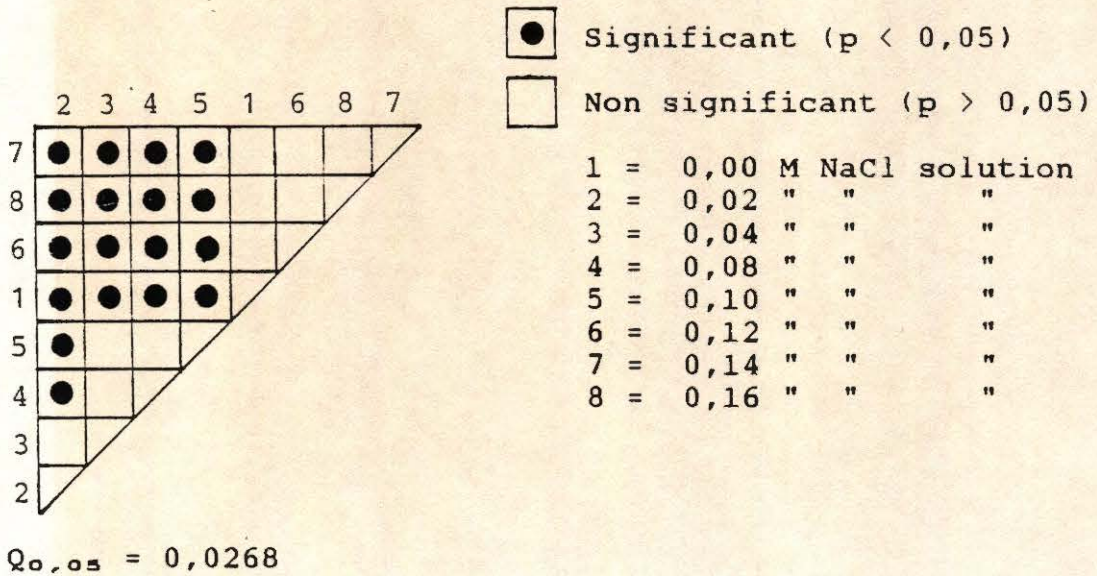 Significant (p < 0,05)
Non significant (p > 0,05)
2 3 4 5 1 6 8 7
7
8
6
1
5
4
3
2
1 = 0,00 M NaCl solution
2 = 0,02 " " "
3 = 0,04 " " "
4 = 0,08 " " "
5 = 0,10 " " "
6 = 0,12 " " "
7 = 0,14 " " "
8 = 0,16 " " "
Q0,05 = 0,0268